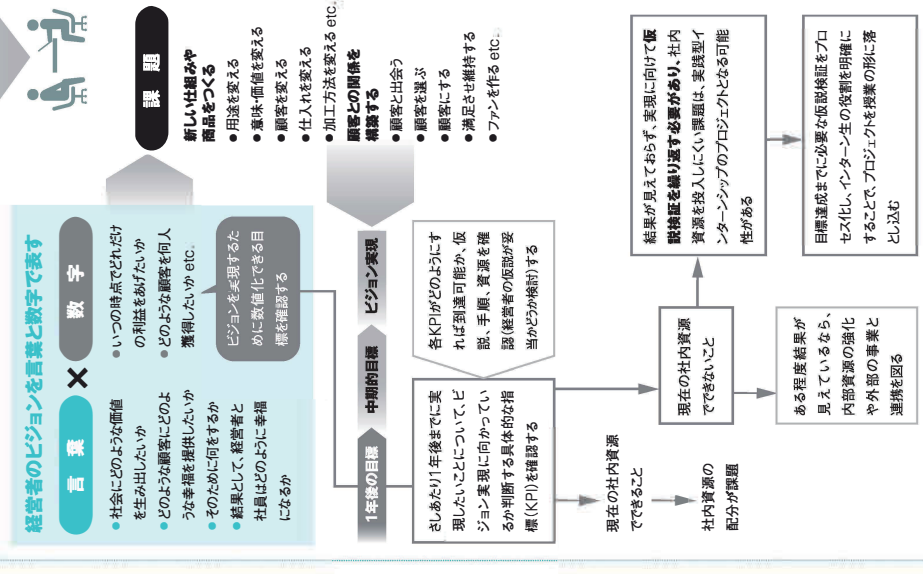 経営者のビジョンを言葉と数字で表す
言葉
×
数字
●社会にどのような価値
を生み出したいか
●どのような顧客にどのよ
うな幸福を提供したいか
●そのために何をするか
●結果として、経営者と
社員はどのように幸福
になるか
●いつの時点でどれだけ
の利益をあげたいか
●どのような顧客を何人
獲得したいか etc.
ビジョンを実現するた
めに数値化できる目
標を確認する
課題
新しい仕組みや
商品をつくる
●用途を変える
●意味・価値を変える
●顧客を変える
●仕入れを変える
●加工方法を変える etc.
顧客との関係を
構築する
●顧客と出会う
●顧客を選ぶ
●顧客にする
●満足させ維持する
●ファンを作る etc.
1年後の目標
中期的目標
ビジョン実現
さしあたり1年後までに実
現したいことについて、ビ
ジョン実現に向かってい
るか判断する具体的な指
標(KPI)を確認する
各KPIがどのようにす
れば到達可能か、仮
説、手順、資源を確
認(経営者の仮説が妥
当かどうか検討)する
現在の社内資源
でできること
社内資源の
配分が課題
現在の社内資源
でできないこと
ある程度結果が
見えているなら、
内部資源の強化
や外部の事業と
連携を図る
結果が見えておらず、実現に向けて仮
説検証を繰り返す必要があり、社内
資源を投入しにくい課題は、実践型イ
ンターンシップのプロジェクトとなる可能
性がある
目標達成までに必要な仮説検証をプロ
セス化し、インターン生の役割を明確に
することで、プロジェクトを授業の形に落
とし込む